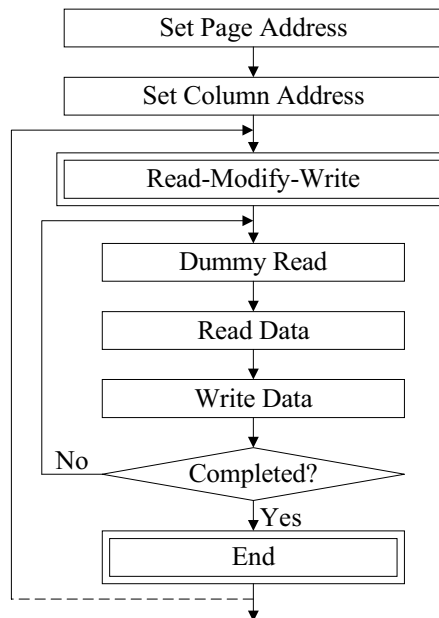 Set Page Address
Set Column Address
Read-Modify-Write
Dummy Read
Read Data
Write Data
No
Completed?
Yes
End